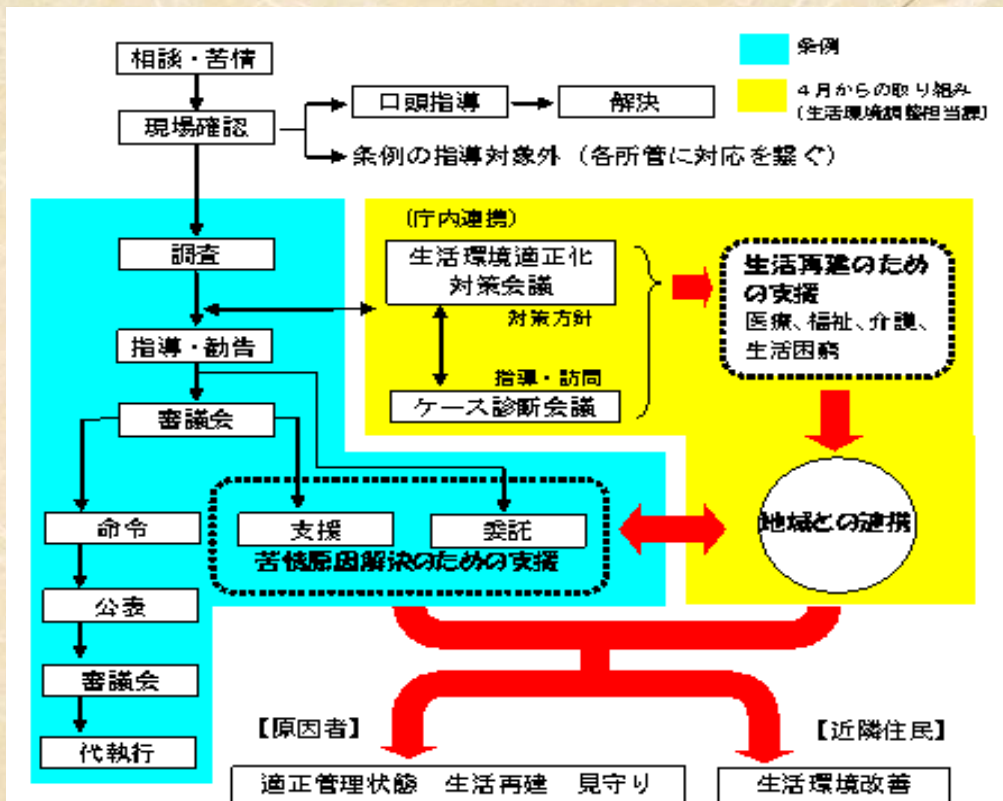 相談・苦情
現場確認
口頭指導
解決
条例の指導対象外（各所管に対応を繋ぐ）
条例
４月からの取り組み
（生活環境調整担当課）
調査
指導・勧告
審議会
命令
公表
審議会
代執行
（庁内連携）
生活環境適正化
対策会議
対策方針
指導・訪問
ケース診断会議
生活再建のため
の支援
医療、福祉、介護、
生活困窮
支援
委託
苦情原因解決のための支援
地域との連携
【原因者】
適正管理状態　生活再建　見守り
【近隣住民】
生活環境改善